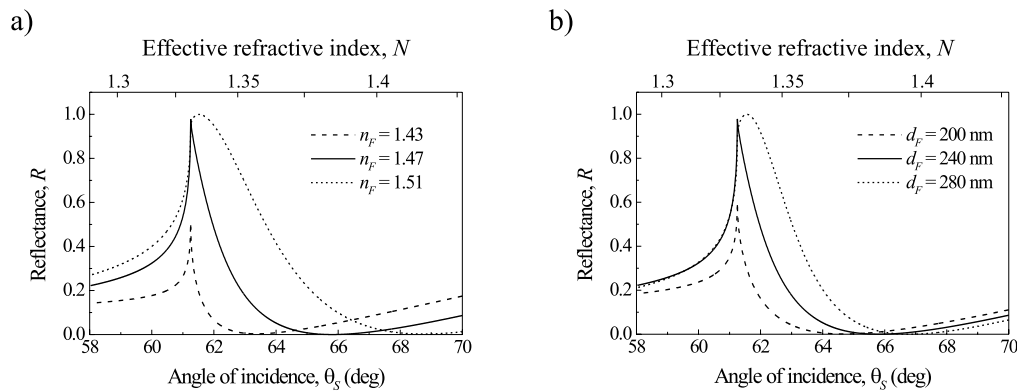 a)
Effective refractive index, N
1.3 1.35 1.4
1.0
0.8
0.6
0.4
0.2
0.0
Reflectance, R
n_F = 1.43
n_F = 1.47
n_F = 1.51
58 60 62 64 66 68 70
Angle of incidence, θ_S (deg)
b)
Effective refractive index, N
1.3 1.35 1.4
1.0
0.8
0.6
0.4
0.2
0.0
Reflectance, R
d_F = 200 nm
d_F = 240 nm
d_F = 280 nm
58 60 62 64 66 68 70
Angle of incidence, θ_S (deg)